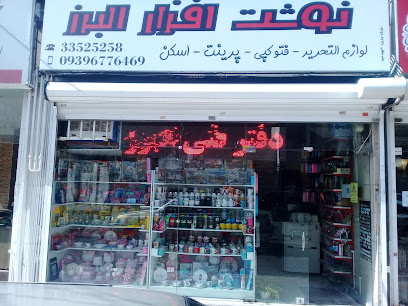 نوشت افزار البرز
لوازم التحریر - فتوکپی - پرینت - اسکن
33525258
09396776469
دفتر فنی البرز